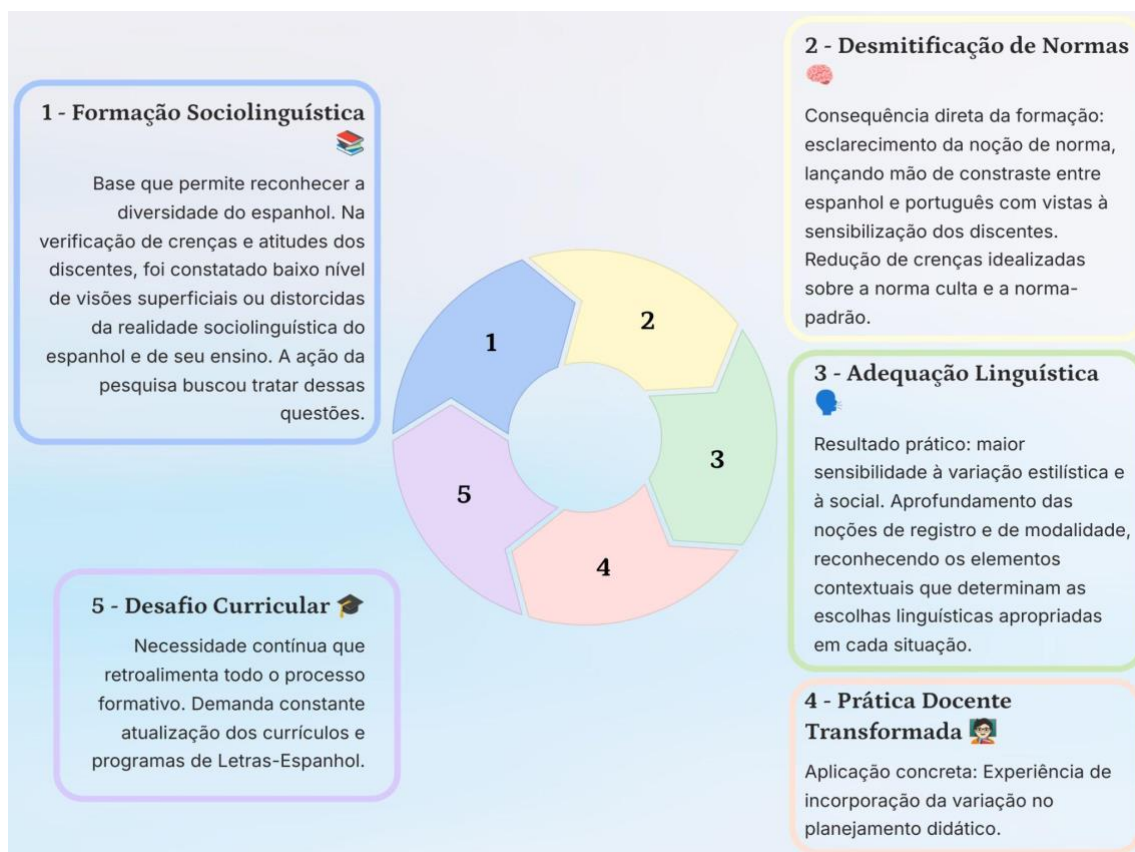 1 - Formação Sociolinguística
📚
Base que permite reconhecer a
diversidade do espanhol. Na
verificação de crenças e atitudes dos
discentes, foi constatado baixo nível
de visões superficiais ou distorcidas
da realidade sociolinguística do
espanhol e de seu ensino. A ação da
pesquisa buscou tratar dessas
questões.
2 - Desmitificação de Normas
🧠
Consequência direta da formação:
esclarecimento da noção de norma,
lançando mão de constraste entre
espanhol e português com vistas à
sensibilização dos discentes.
Redução de crenças idealizadas
sobre a norma culta e a norma-
padrão.
3 - Adequação Linguística
🗣️
Resultado prático: maior
sensibilidade à variação estilística e
à social. Aprofundamento das
noções de registro e de modalidade,
reconhecendo os elementos
contextuais que determinam as
escolhas linguísticas apropriadas
em cada situação.
4 - Prática Docente
Transformada 🧑🏻‍🏫
Aplicação concreta: Experiência de
incorporação da variação no
planejamento didático.
5 - Desafio Curricular 🎓
Necessidade contínua que
retroalimenta todo o processo
formativo. Demanda constante
atualização dos currículos e
programas de Letras-Espanhol.
1
2
3
4
5